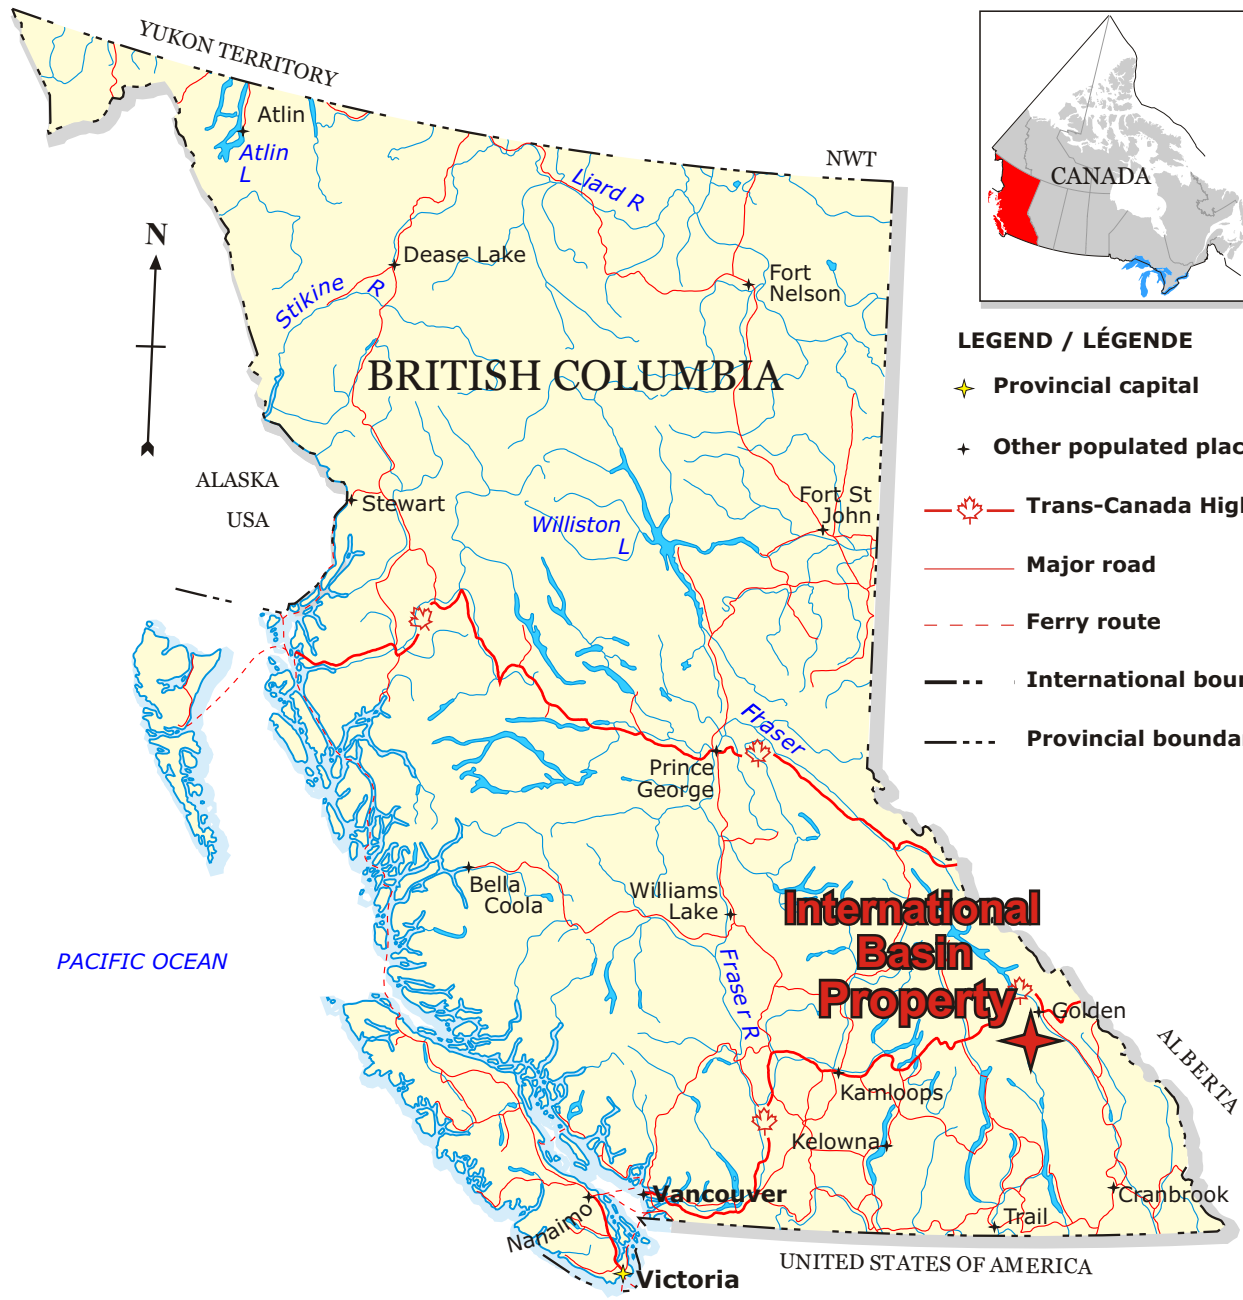 YUKON TERRITORY
Atlin
Atlin
L
NWT
CANADA
Liard R
N
Dease Lake
Stikine
R
Fort
Nelson
LEGEND / LÉGENDE
BRITISH COLUMBIA
Provincial capital
Other populated plac
ALASKA
USA
Stewart
Fort St
John
Williston
L
Trans-Canada High
Major road
Ferry route
International boun
Fraser
Provincial boundar
Prince
George
Bella
Coola
Williams
Lake
International
Basin
Property
PACIFIC OCEAN
Fraser R
Golden
ALBERTA
Kamloops
Kelowna
Vancouver
Cranbrook
Nanaimo
Trail
UNITED STATES OF AMERICA
Victoria